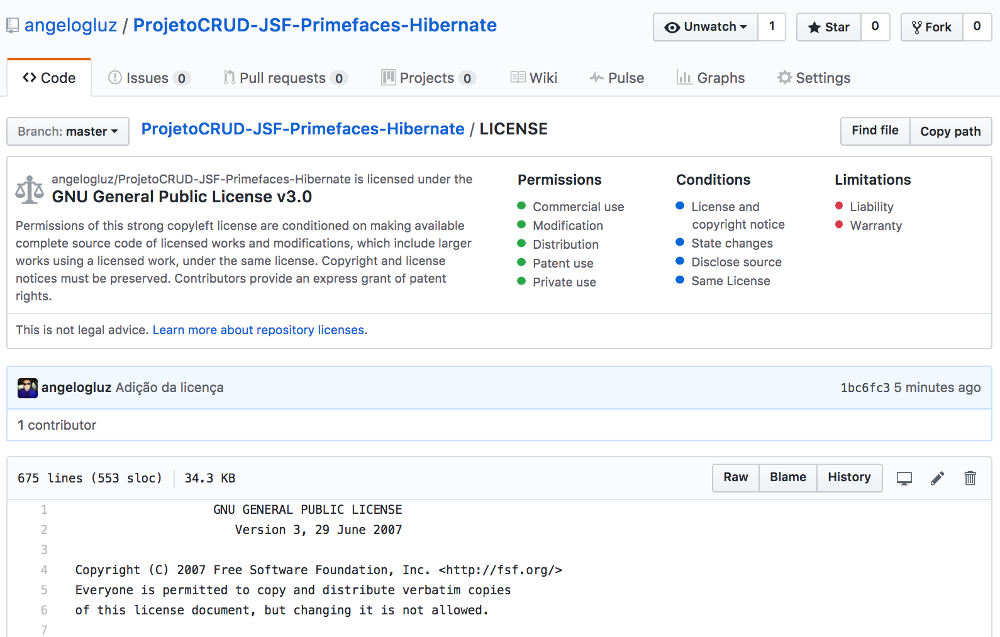 angelogluz / ProjetoCRUD-JSF-Primefaces-Hibernate
Unwatch 1 Star 0 Fork 0
Code Issues 0 Pull requests 0 Projects 0 Wiki Pulse Graphs Settings
Branch: master ProjetoCRUD-JSF-Primefaces-Hibernate / LICENSE Find file Copy path
angelogluz/ProjetoCRUD-JSF-Primefaces-Hibernate is licensed under the
GNU General Public License v3.0
Permissions of this strong copyleft license are conditioned on making available
complete source code of licensed works and modifications, which include larger
works using a licensed work, under the same license. Copyright and license
notices must be preserved. Contributors provide an express grant of patent
rights.
Permissions
Commercial use
Modification
Distribution
Patent use
Private use
Conditions
License and
copyright notice
State changes
Disclose source
Same License
Limitations
Liability
Warranty
This is not legal advice. Learn more about repository licenses.
angelogluz Adição da licença 1bc6fc3 5 minutes ago
1 contributor
675 lines (553 sloc) 34.3 KB Raw Blame History
1 GNU GENERAL PUBLIC LICENSE
2 Version 3, 29 June 2007
3
4 Copyright (C) 2007 Free Software Foundation, Inc. <http://fsf.org/>
5 Everyone is permitted to copy and distribute verbatim copies
6 of this license document, but changing it is not allowed.
7